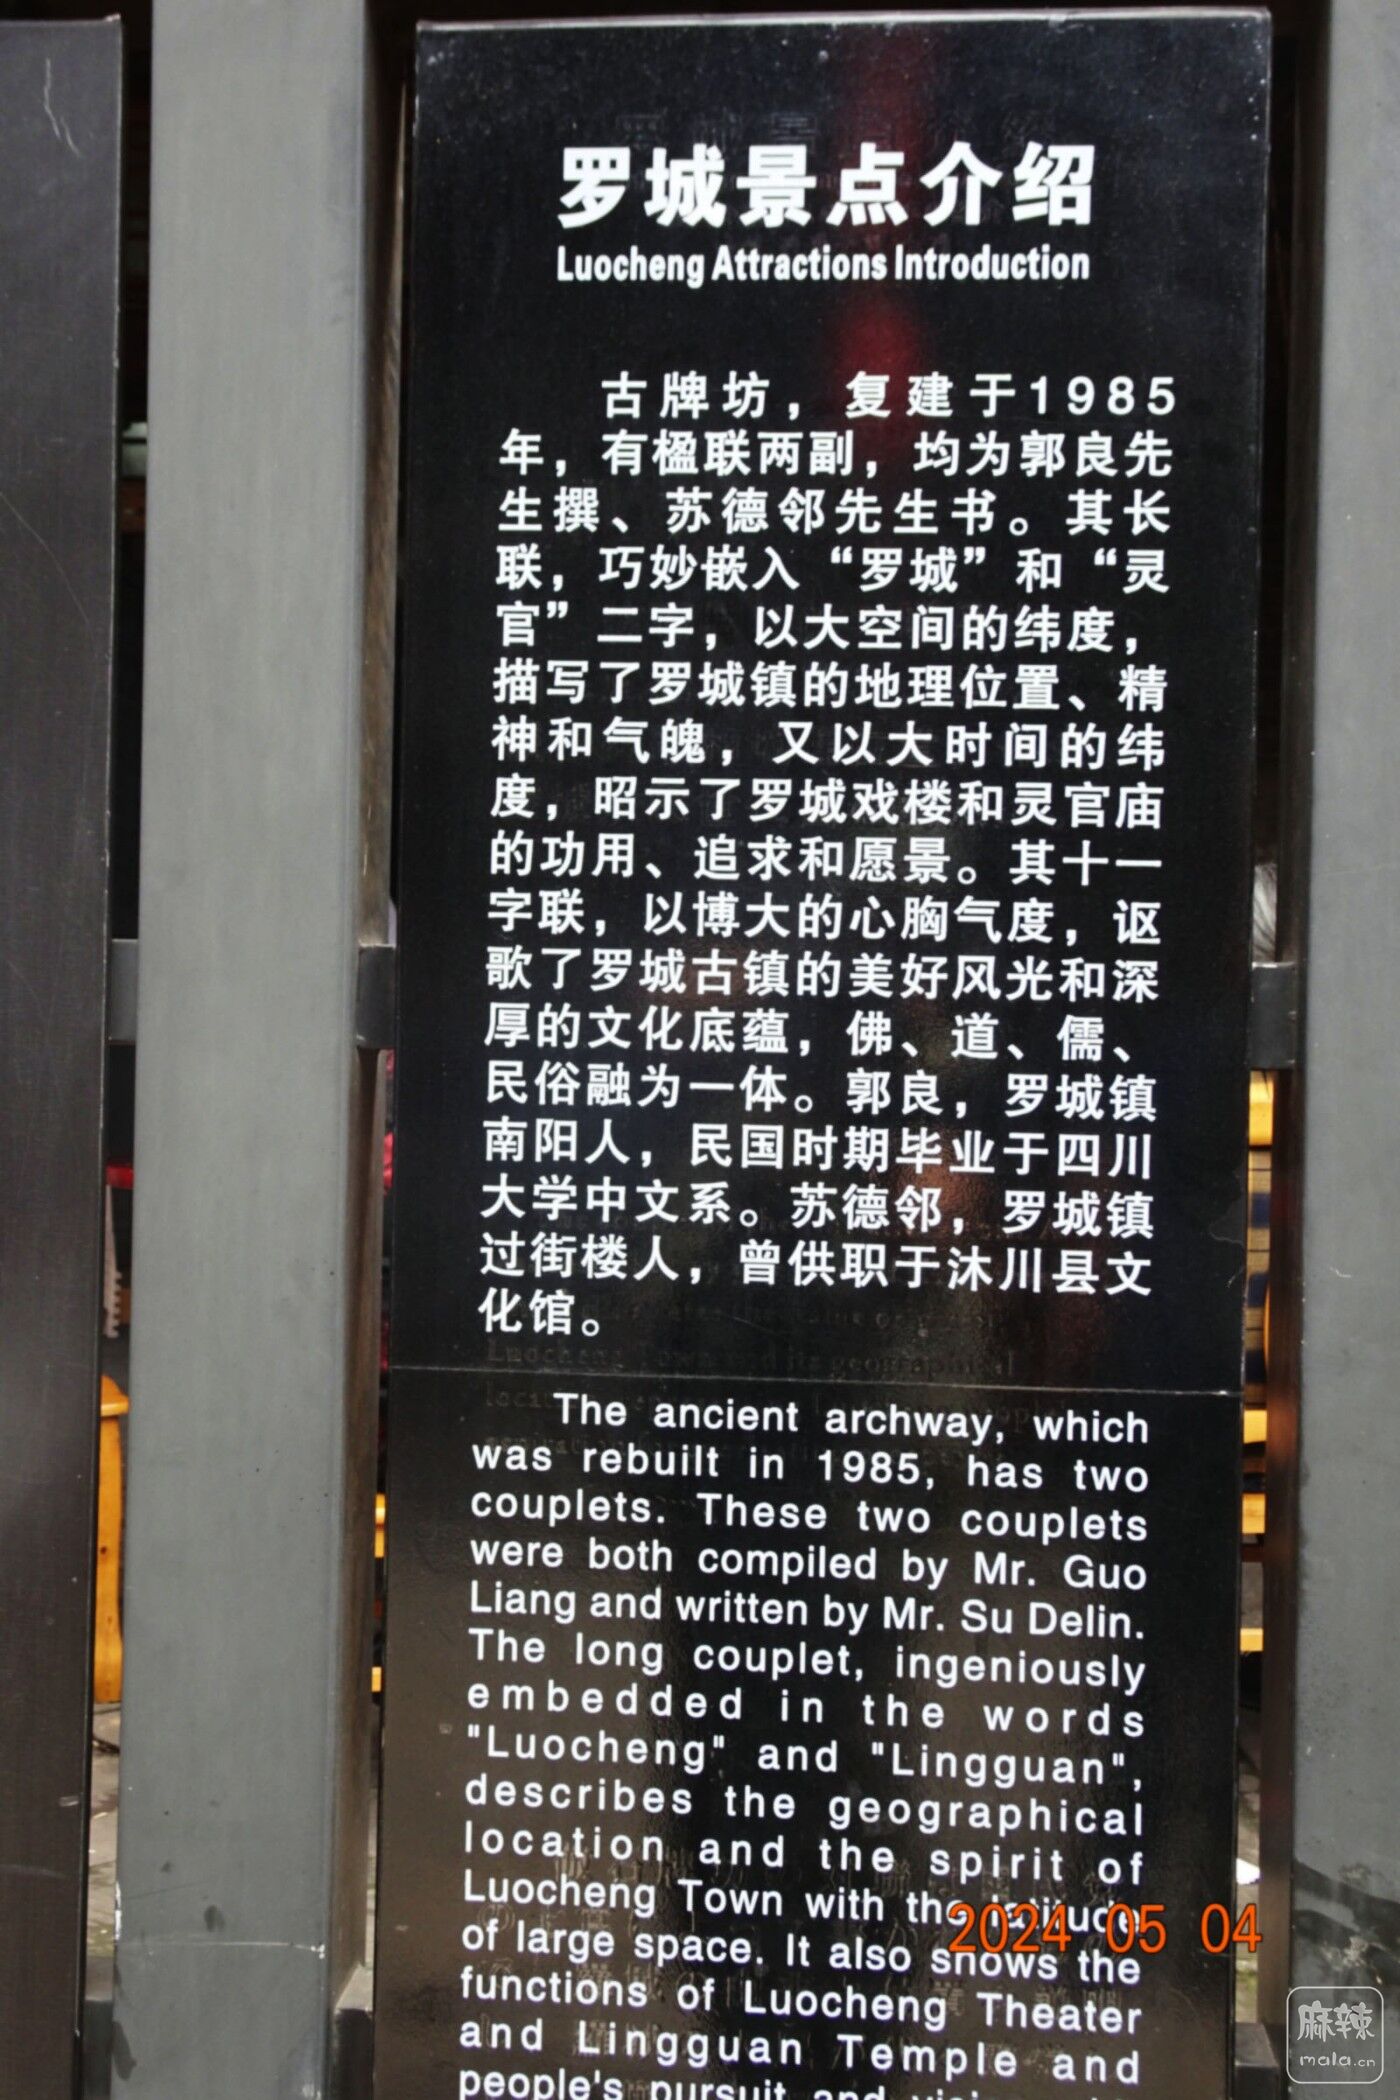 罗城景点介绍
Luocheng Attractions Introduction
古牌坊，复建于1985
年，有楹联两副，均为郭良先
生撰、苏德邻先生书。其长
联，巧妙嵌入“罗城”和“灵
官”二字，以大空间的纬度，
描写了罗城镇的地理位置、精
神和气魄，又以大时间的纬
度，昭示了罗城戏楼和灵官庙
的功用、追求和愿景。其十一
字联，以博大的心胸气度，讴
歌了罗城古镇的美好风光和深
厚的文化底蕴，佛、道、儒、
民俗融为一体。郭良，罗城镇
南阳人，民国时期毕业于四川
大学中文系。苏德邻，罗城镇
过街楼人，曾供职于沐川县文
化馆。
The ancient archway, which
was rebuilt in 1985, has two
couplets. These two couplets
were both compiled by Mr. Guo
Liang and written by Mr. Su Delin.
The long couplet, ingeniously
embedded in the words
"Luocheng" and "Lingguan",
describes the geographical
location and the spirit of
Luocheng Town with the latitude
of large space. It also shows the
functions of Luocheng Theater
and Lingguan Temple and
people's pursuit and
2024 05 04
麻辣
mala.cn